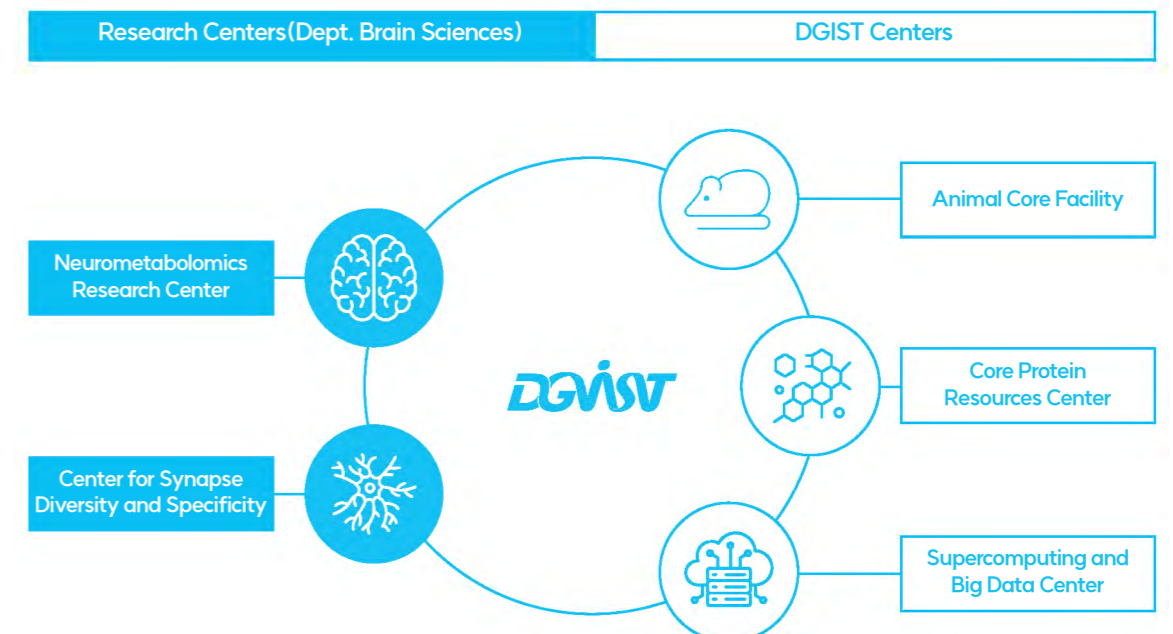 Research Centers(Dept. Brain Sciences)
DGIST Centers
Animal Core Facility
Neurometabolomics
Research Center
Core Protein
Resources Center
DGIST
Center for Synapse
Diversity and Specificity
Supercomputing and
Big Data Center